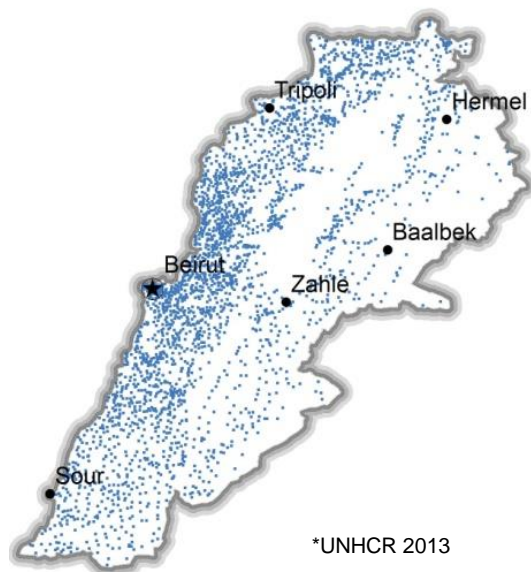 Tripoli
Hermel
Baalbek
Beirut
Zahle
Sour
*UNHCR 2013